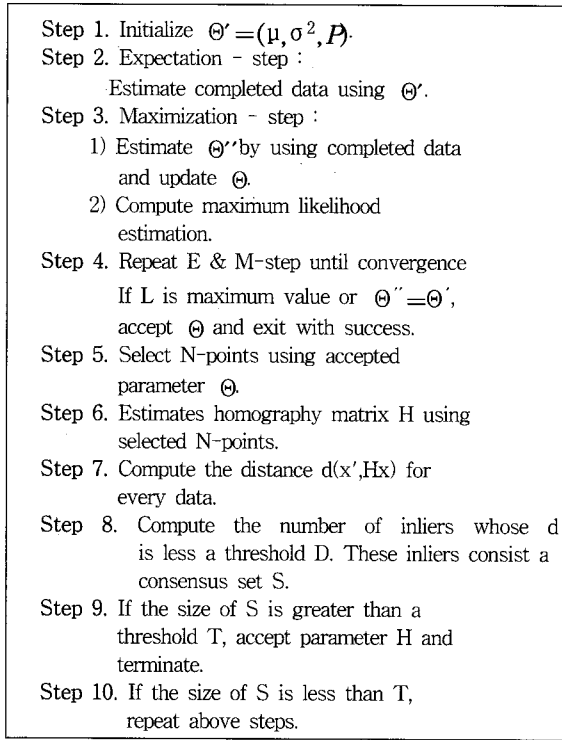 Step 1. Initialize Θ′=(μ,σ²,P).
Step 2. Expectation - step :
Estimate completed data using Θ′.
Step 3. Maximization - step :
1) Estimate Θ′′by using completed data
and update Θ.
2) Compute maximum likelihood
estimation.
Step 4. Repeat E & M-step until convergence
If L is maximum value or Θ′′=Θ′,
accept Θ and exit with success.
Step 5. Select N-points using accepted
parameter Θ.
Step 6. Estimates homography matrix H using
selected N-points.
Step 7. Compute the distance d(x′,Hx) for
every data.
Step 8. Compute the number of inliers whose d
is less a threshold D. These inliers consist a
consensus set S.
Step 9. If the size of S is greater than a
threshold T, accept parameter H and
terminate.
Step 10. If the size of S is less than T,
repeat above steps.